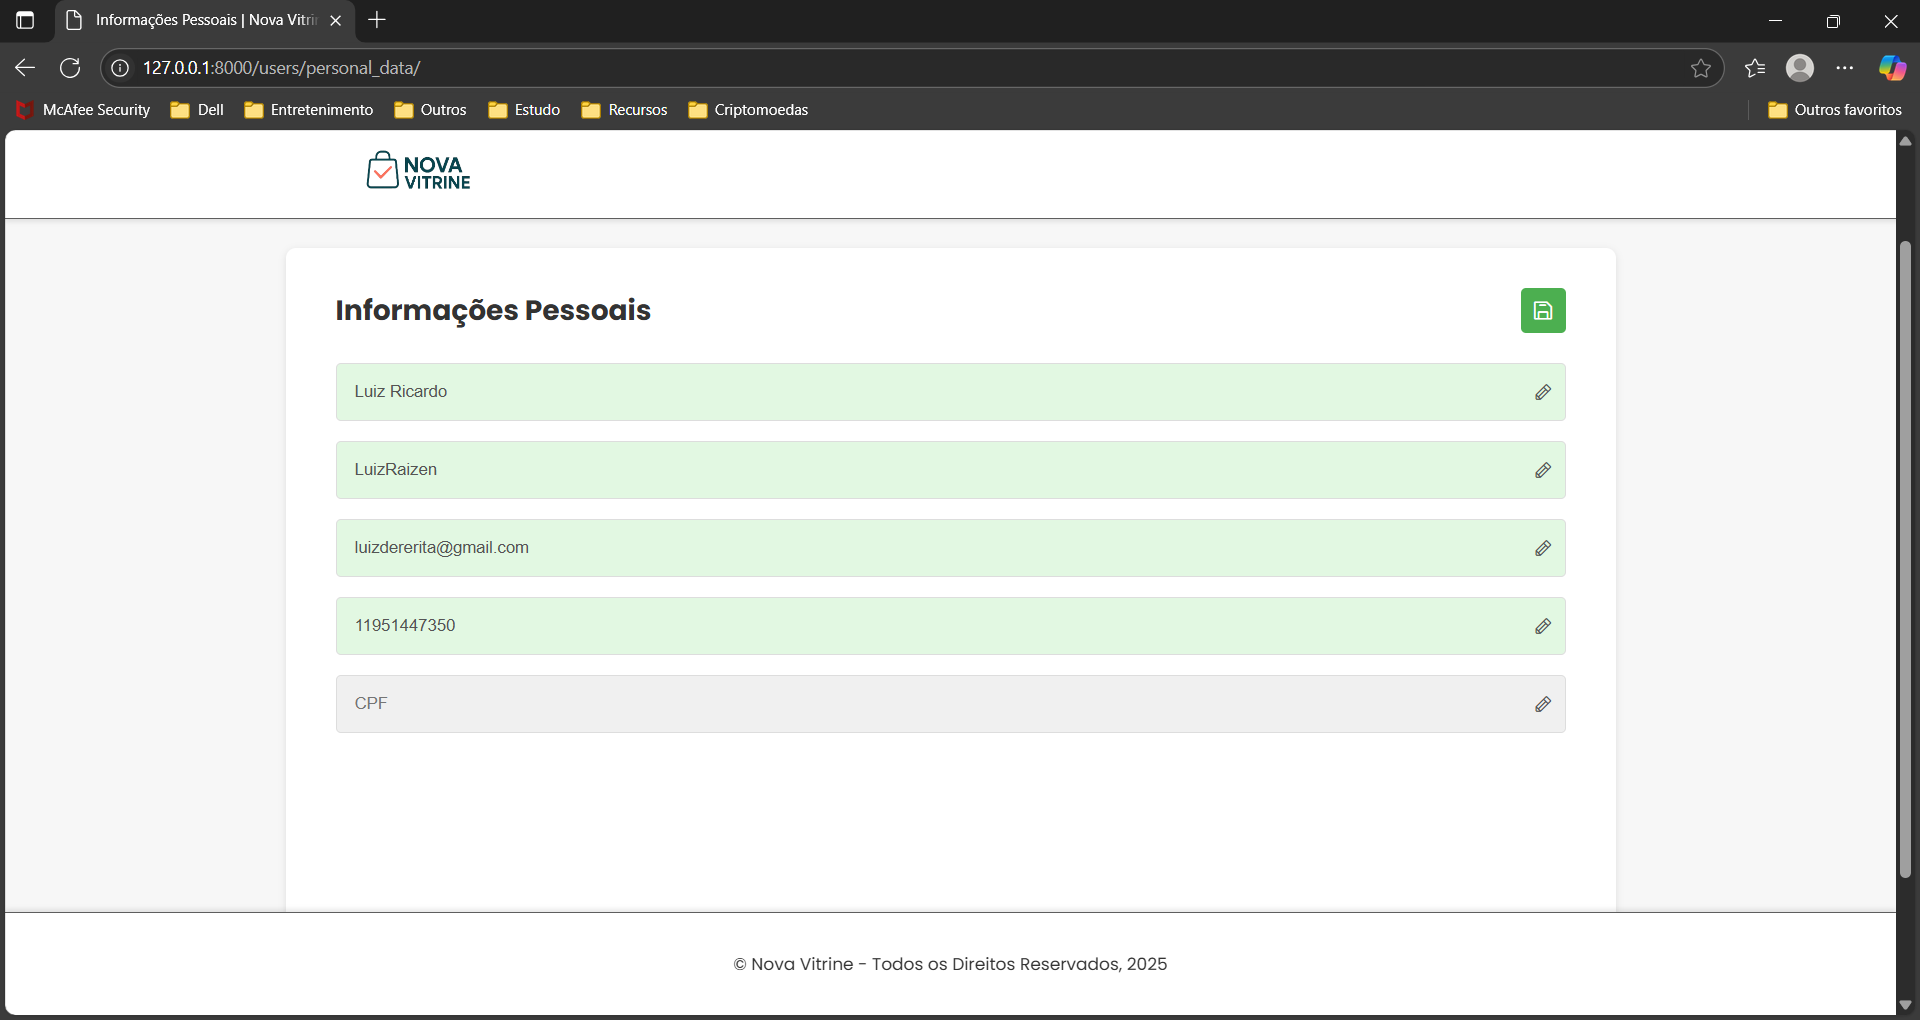 Informações Pessoais | Nova Vitri
127.0.0.1:8000/users/personal_data/
McAfee Security
Dell
Entretenimento
Outros
Estudo
Recursos
Criptomoedas
Outros favoritos
NOVA
VITRINE
Informações Pessoais
Luiz Ricardo
LuizRaizen
luizdererita@gmail.com
11951447350
CPF
© Nova Vitrine - Todos os Direitos Reservados, 2025